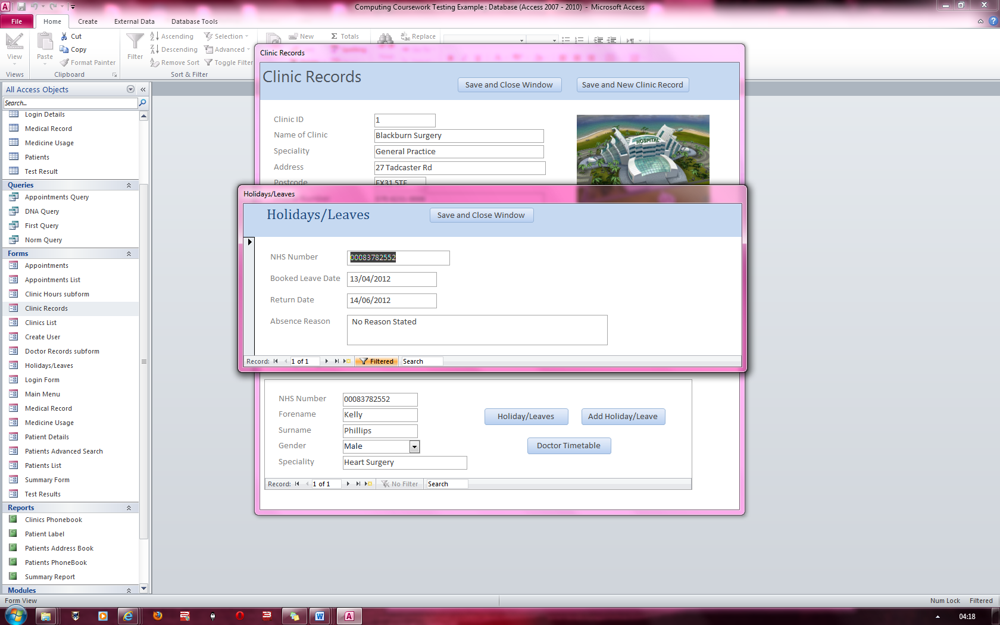 Computing Coursework Testing Example : Database (Access 2007 - 2010) - Microsoft Access
File Home Create External Data Database Tools
View
Views
Paste
Cut
Copy
Format Painter
Clipboard
Filter
Ascending
Descending
Remove Sort
Selection
Advanced
Toggle Filter
Sort & Filter
New
Totals
Replace
All Access Objects
Search...
Login Details
Medical Record
Medicine Usage
Patients
Test Result
Queries
Appointments Query
DNA Query
First Query
Norm Query
Forms
Appointments
Appointments List
Clinic Hours subform
Clinic Records
Clinics List
Create User
Doctor Records subform
Holidays/Leaves
Login Form
Main Menu
Medical Record
Medicine Usage
Patient Details
Patients Advanced Search
Patients List
Summary Form
Test Results
Reports
Clinics Phonebook
Patient Label
Patients Address Book
Patients PhoneBook
Summary Report
Modules
Clinic Records
Clinic Records
Save and Close Window
Save and New Clinic Record
Clinic ID 1
Name of Clinic Blackburn Surgery
Speciality General Practice
Address 27 Tadcaster Rd
Postcode EX31 5TF
HOSPITAL
Holidays/Leaves
Holidays/Leaves
Save and Close Window
NHS Number 00083782552
Booked Leave Date 13/04/2012
Return Date 14/06/2012
Absence Reason No Reason Stated
Record: 1 of 1 Filtered Search
NHS Number 00083782552
Forename Kelly
Surname Phillips
Gender Male
Speciality Heart Surgery
Holiday/Leaves
Add Holiday/Leave
Doctor Timetable
Record: 1 of 1 No Filter Search
Form View
Num Lock Filtered
04:18